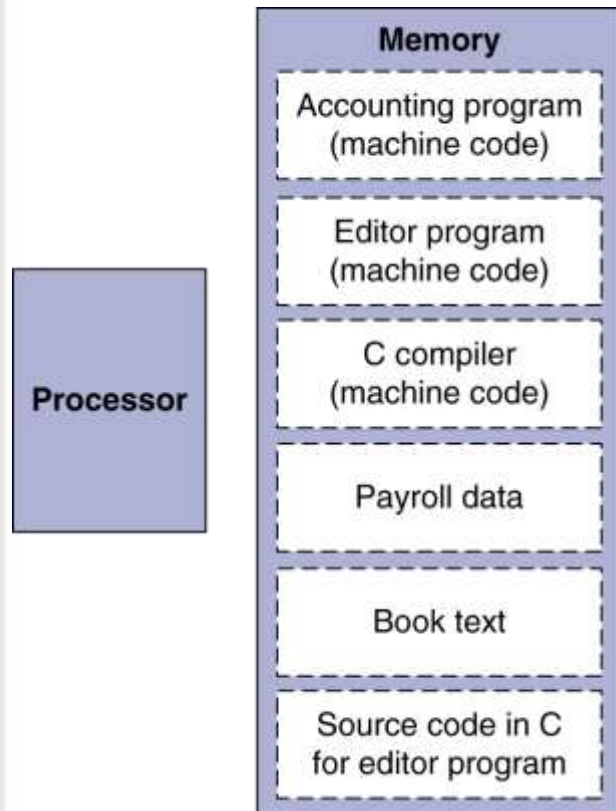 Memory
Accounting program
(machine code)
Editor program
(machine code)
C compiler
(machine code)
Processor
Payroll data
Book text
Source code in C
for editor program